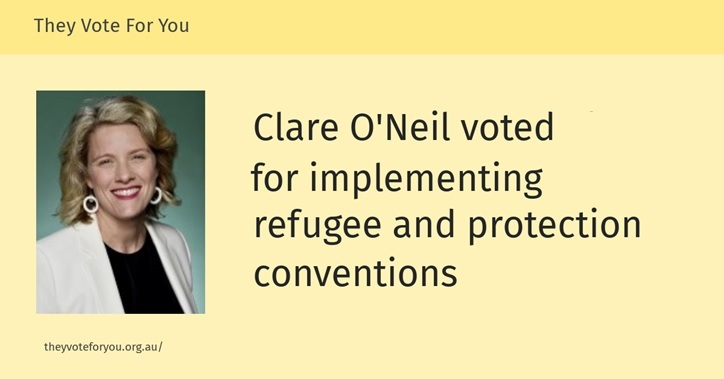 They Vote For You
Clare O'Neil voted
for implementing
refugee and protection
conventions
theyvoteforyou.org.au/